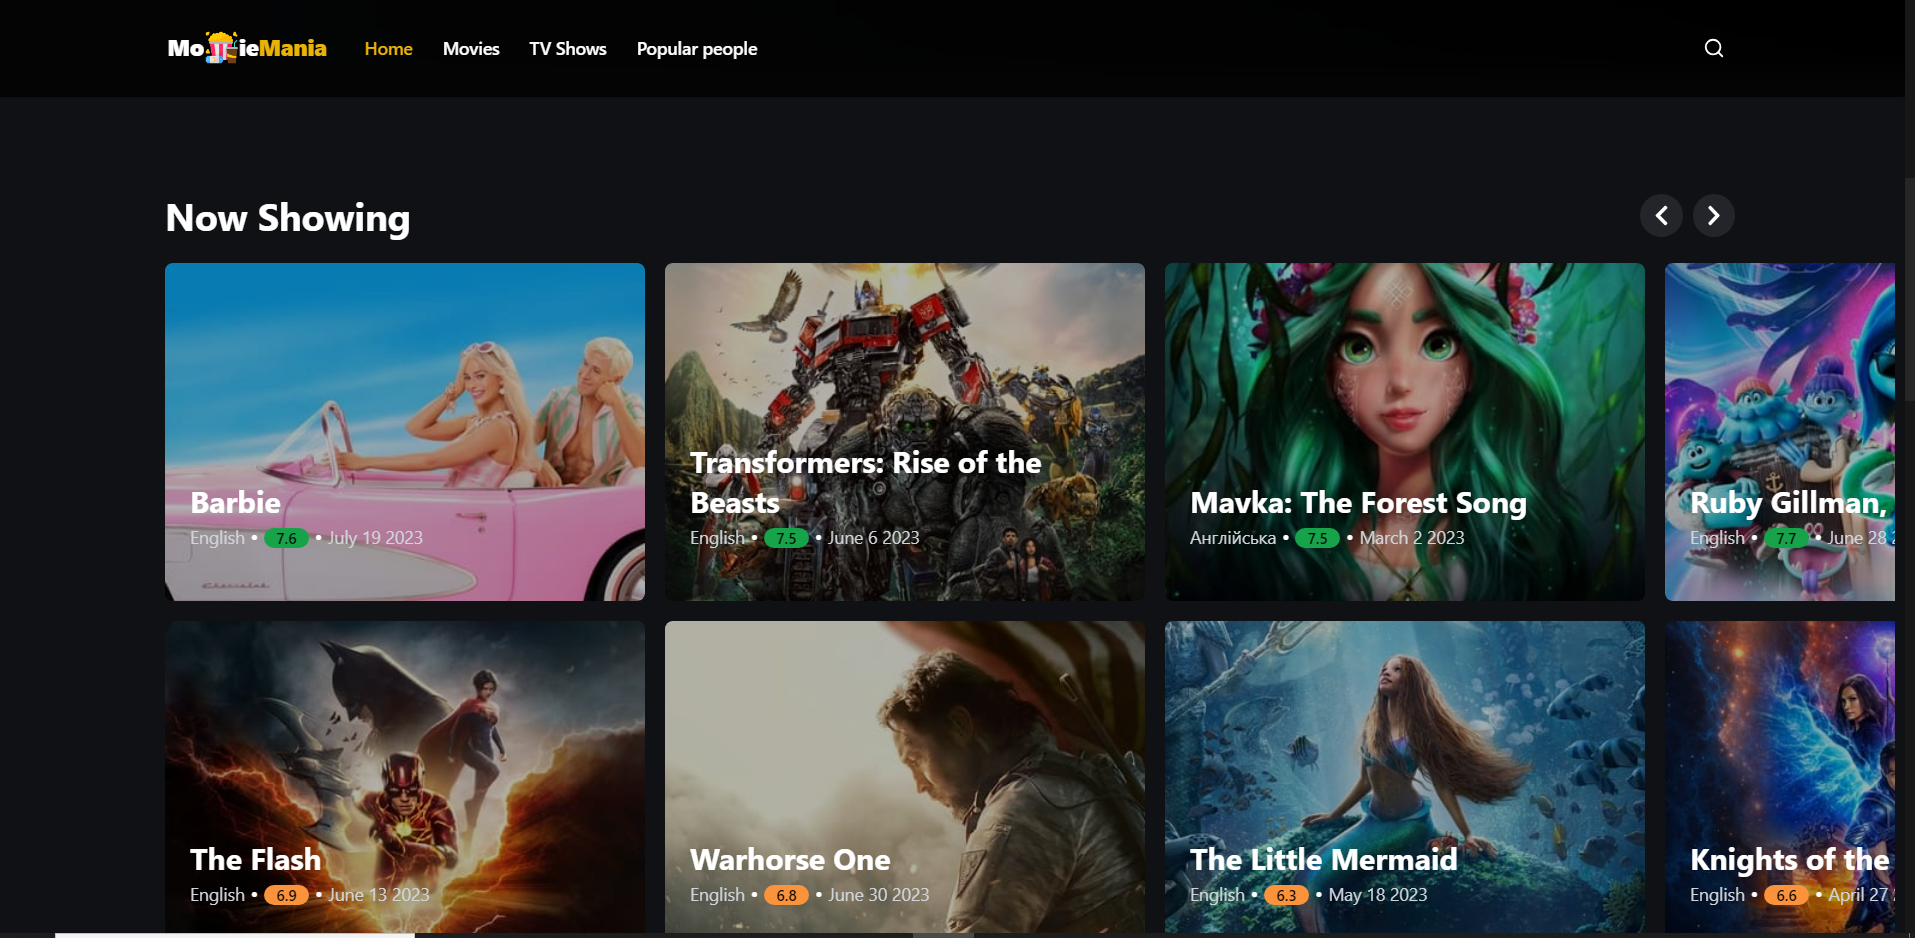 MovieMania Home Movies TV Shows Popular people
Now Showing
Barbie
English • 7.6 • July 19 2023
Transformers: Rise of the
Beasts
English • 7.5 • June 6 2023
Mavka: The Forest Song
Англійська • 7.5 • March 2 2023
Ruby Gillman,
English • 7.7 • June 28 2
Chevrolet
The Flash
English • 6.9 • June 13 2023
Warhorse One
English • 6.8 • June 30 2023
The Little Mermaid
English • 6.3 • May 18 2023
Knights of the
English • 6.6 • April 27